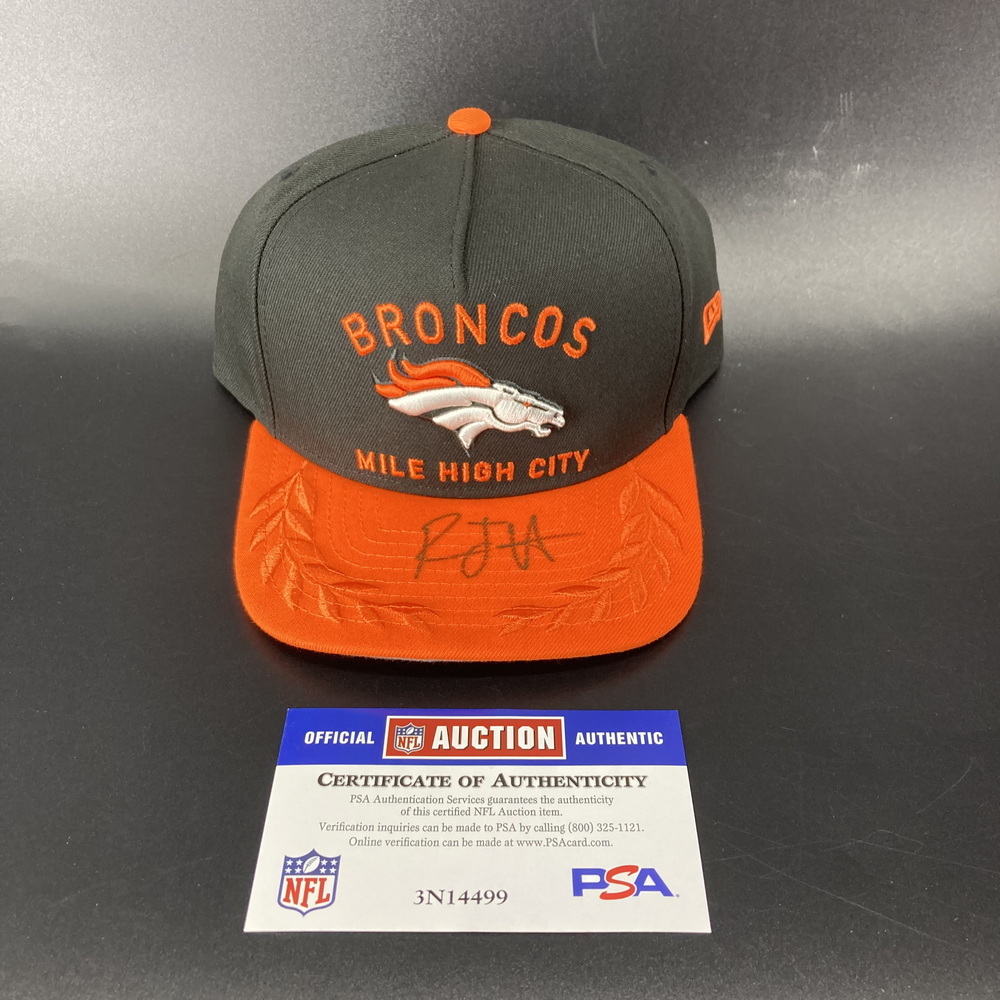 BRONCOS
MILE HIGH CITY
OFFICIAL NFL AUCTION AUTHENTIC
CERTIFICATE OF AUTHENTICITY
PSA Authentication Services guarantees the authenticity
of this certified NFL Auction item.
Verification inquiries can be made to PSA by calling (800) 325-1121.
Online verification can be made at www.PSAcard.com.
NFL
3N14499
PSA